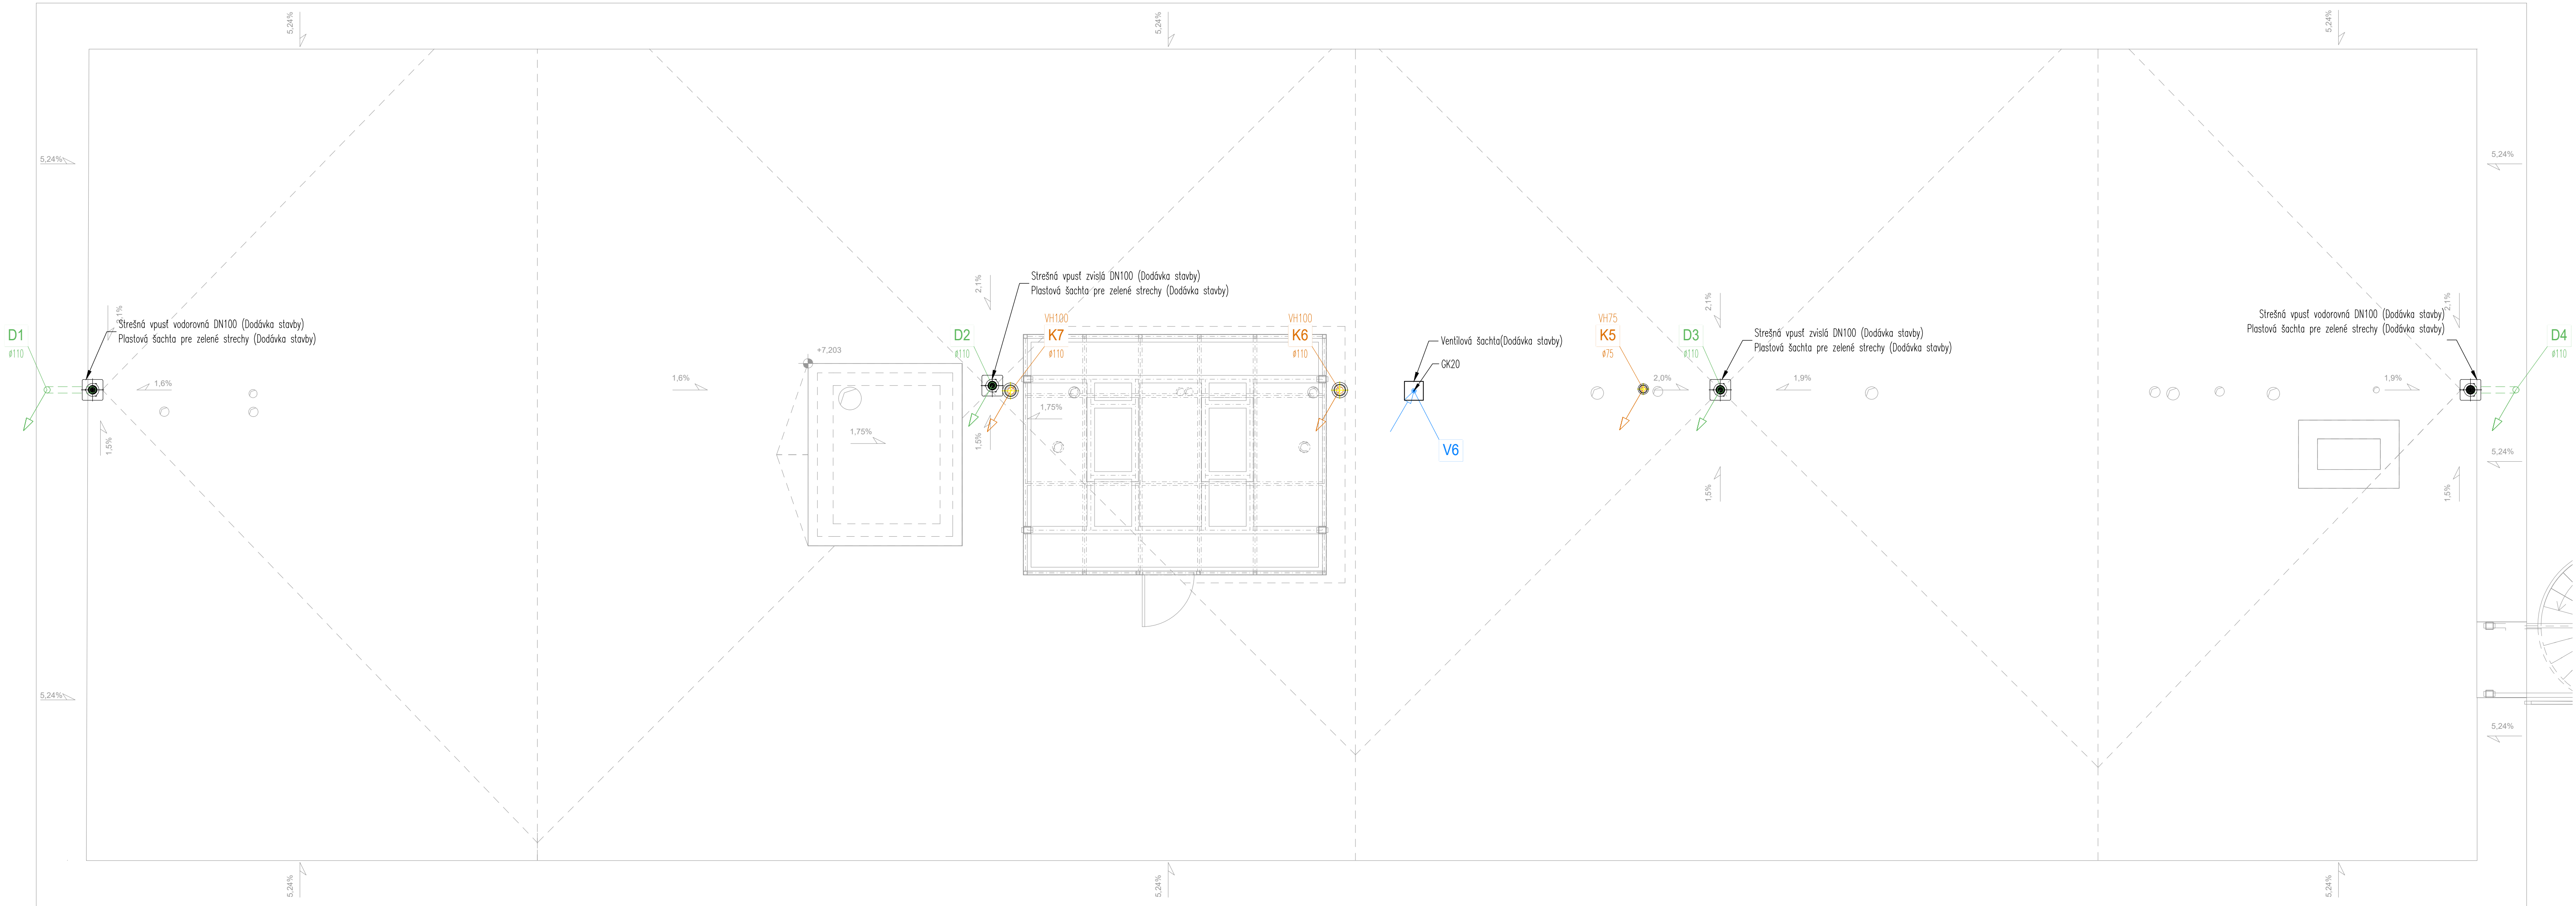 5,24%
5,24%
5,24%
5,24%
5,24%
2,1%
Strešná vpusť zvislá DN100 (Dodávka stavby)
Plastová šachta pre zelené strechy (Dodávka stavby)
2,1%
2,1%
2,1%
Strešná vpusť vodorovná DN100 (Dodávka stavby)
Plastová šachta pre zelené strechy (Dodávka stavby)
D1
ø110
D2
ø110
VH100
K7
ø110
VH100
K6
ø110
Ventilová šachta(Dodávka stavby)
GK20
VH75
K5
ø75
D3
ø110
Strešná vpusť zvislá DN100 (Dodávka stavby)
Plastová šachta pre zelené strechy (Dodávka stavby)
Strešná vpusť vodorovná DN100 (Dodávka stavby)
Plastová šachta pre zelené strechy (Dodávka stavby)
D4
ø110
+7,203
1,6%
1,6%
2,0%
1,9%
1,9%
1,75%
1,75%
1,5%
1,5%
V6
5,24%
1,5%
1,5%
5,24%
5,24%
5,24%
5,24%
5,24%